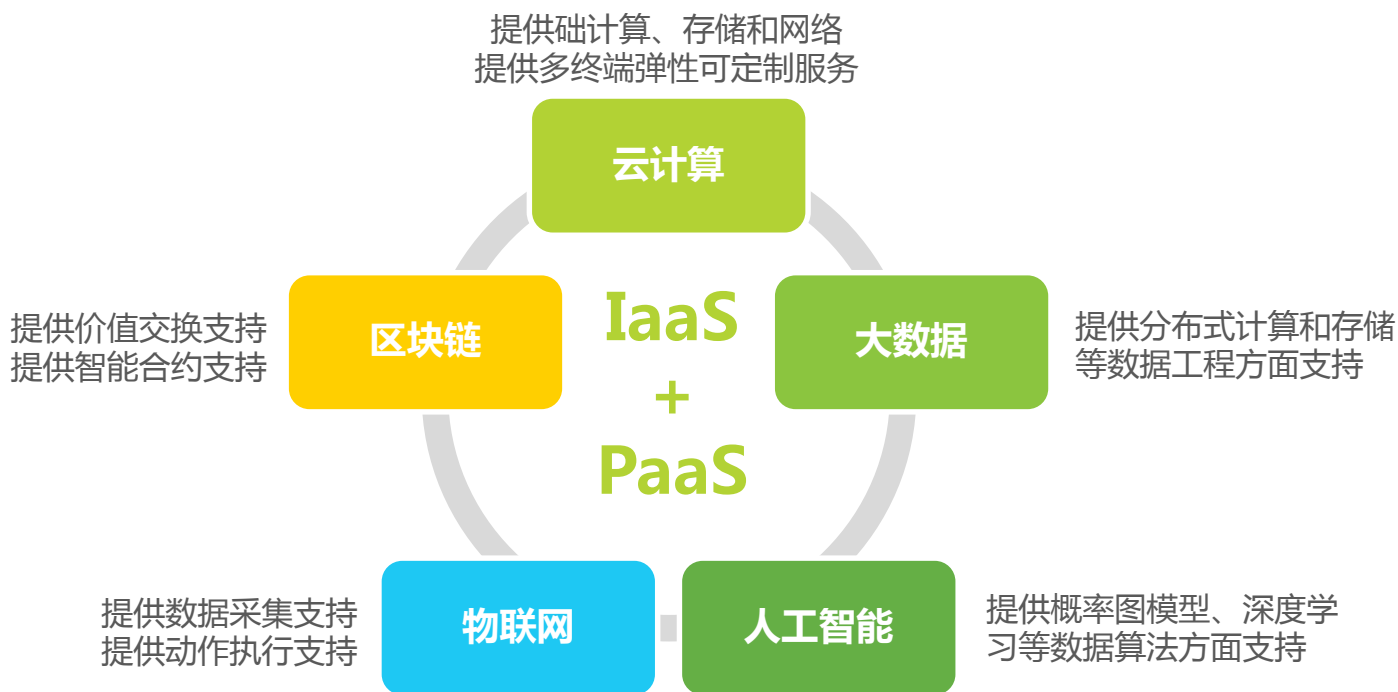 提供础计算、存储和网络
提供多终端弹性可定制服务
云计算
区块链
IaaS
+
PaaS
大数据
提供价值交换支持
提供智能合约支持
提供分布式计算和存储
等数据工程方面支持
物联网
人工智能
提供数据采集支持
提供动作执行支持
提供概率图模型、深度学
习等数据算法方面支持